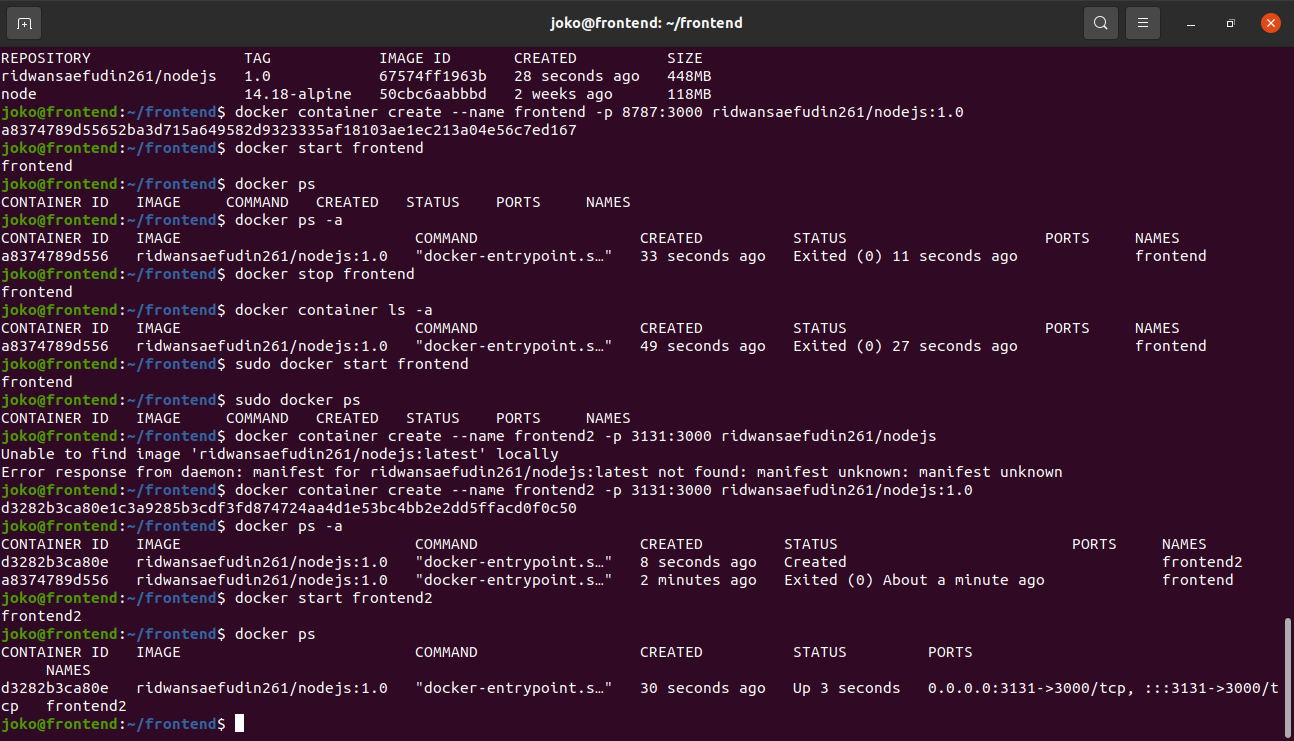 joko@frontend: ~/frontend
REPOSITORY TAG IMAGE ID CREATED SIZE
ridwansaefudin261/nodejs 1.0 67574ff1963b 28 seconds ago 448MB
node 14.18-alpine 50cbc6aabbbd 2 weeks ago 118MB
joko@frontend:~/frontend$ docker container create --name frontend -p 8787:3000 ridwansaefudin261/nodejs:1.0
a8374789d55652ba3d715a649582d9323335af18103ae1ec213a04e56c7ed167
joko@frontend:~/frontend$ docker start frontend
frontend
joko@frontend:~/frontend$ docker ps
CONTAINER ID IMAGE COMMAND CREATED STATUS PORTS NAMES
joko@frontend:~/frontend$ docker ps -a
CONTAINER ID IMAGE COMMAND CREATED STATUS PORTS NAMES
a8374789d556 ridwansaefudin261/nodejs:1.0 "docker-entrypoint.s…" 33 seconds ago Exited (0) 11 seconds ago frontend
joko@frontend:~/frontend$ docker stop frontend
frontend
joko@frontend:~/frontend$ docker container ls -a
CONTAINER ID IMAGE COMMAND CREATED STATUS PORTS NAMES
a8374789d556 ridwansaefudin261/nodejs:1.0 "docker-entrypoint.s…" 49 seconds ago Exited (0) 27 seconds ago frontend
joko@frontend:~/frontend$ sudo docker start frontend
frontend
joko@frontend:~/frontend$ sudo docker ps
CONTAINER ID IMAGE COMMAND CREATED STATUS PORTS NAMES
joko@frontend:~/frontend$ docker container create --name frontend2 -p 3131:3000 ridwansaefudin261/nodejs
Unable to find image 'ridwansaefudin261/nodejs:latest' locally
Error response from daemon: manifest for ridwansaefudin261/nodejs:latest not found: manifest unknown: manifest unknown
joko@frontend:~/frontend$ docker container create --name frontend2 -p 3131:3000 ridwansaefudin261/nodejs:1.0
d3282b3ca80e1c3a9285b3cdf3fd874724aa4d1e53bc4bb2e2dd5ffacd0f0c50
joko@frontend:~/frontend$ docker ps -a
CONTAINER ID IMAGE COMMAND CREATED STATUS PORTS NAMES
d3282b3ca80e ridwansaefudin261/nodejs:1.0 "docker-entrypoint.s…" 8 seconds ago Created frontend2
a8374789d556 ridwansaefudin261/nodejs:1.0 "docker-entrypoint.s…" 2 minutes ago Exited (0) About a minute ago frontend
joko@frontend:~/frontend$ docker start frontend2
frontend2
joko@frontend:~/frontend$ docker ps
CONTAINER ID IMAGE COMMAND CREATED STATUS PORTS
NAMES
d3282b3ca80e ridwansaefudin261/nodejs:1.0 "docker-entrypoint.s…" 30 seconds ago Up 3 seconds 0.0.0.0:3131->3000/tcp, :::3131->3000/t
cp frontend2
joko@frontend:~/frontend$